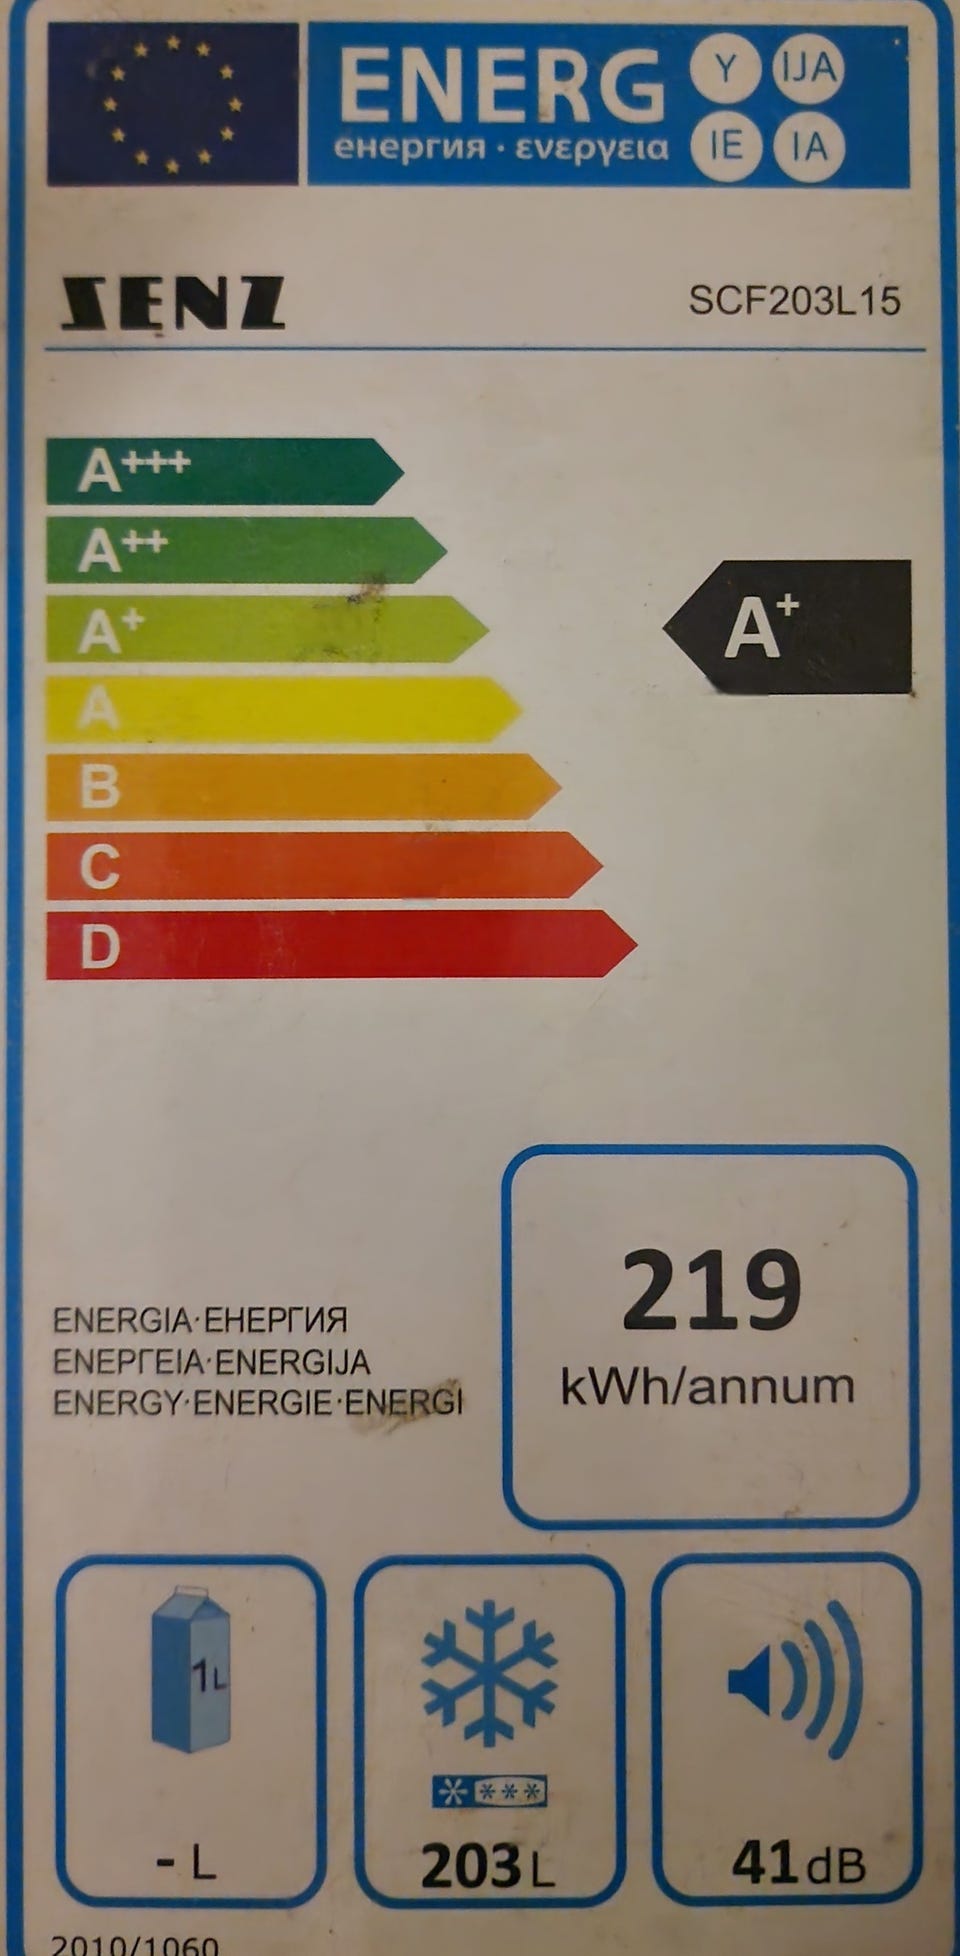 ENERG Y IJA
енергия · ενεργεια IE IA
SENZ
SCF203L15
A+++
A++
A+
A+
A
B
C
D
219
kWh/annum
ENERGIA·ЕНЕРГИЯ
ΕΝΕΡΓΕΙΑ·ENERGIJA
ENERGY·ENERGIE·ENERGI
1L
- L
203 L
41 dB
2010/1060